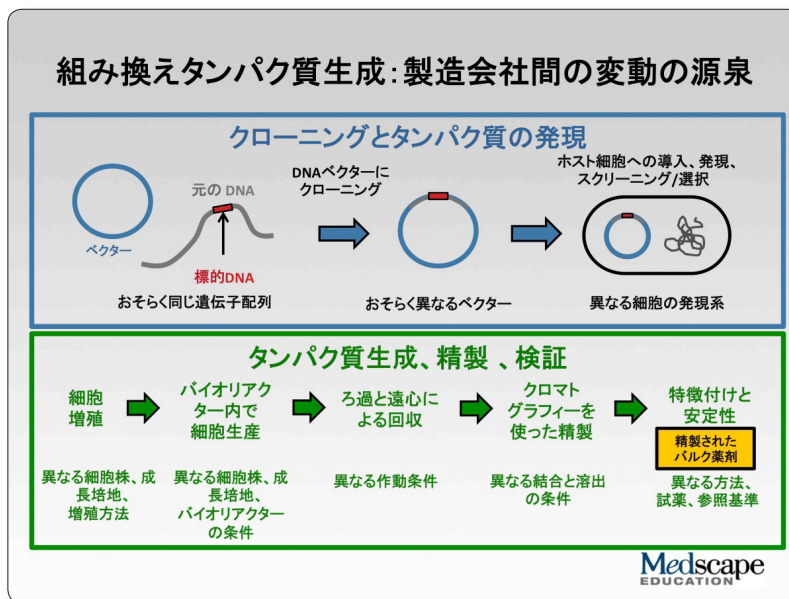 組み換えタンパク質生成:製造会社間の変動の源泉
クローニングとタンパク質の発現
ベクター
元の DNA
標的DNA
おそらく同じ遺伝子配列
DNAベクターに
クローニング
おそらく異なるベクター
ホスト細胞への導入、発現、
スクリーニング/選択
異なる細胞の発現系
タンパク質生成、精製 、検証
細胞
増殖
バイオリアク
ター内で
細胞生産
ろ過と遠心に
よる回収
クロマト
グラフィーを
使った精製
特徴付けと
安定性
精製された
バルク薬剤
異なる細胞株、成
長培地、
増殖方法
異なる細胞株、成
長培地、
バイオリアクター
の条件
異なる作動条件
異なる結合と溶出
の条件
異なる方法、
試薬、参照基準
Medscape
EDUCATION